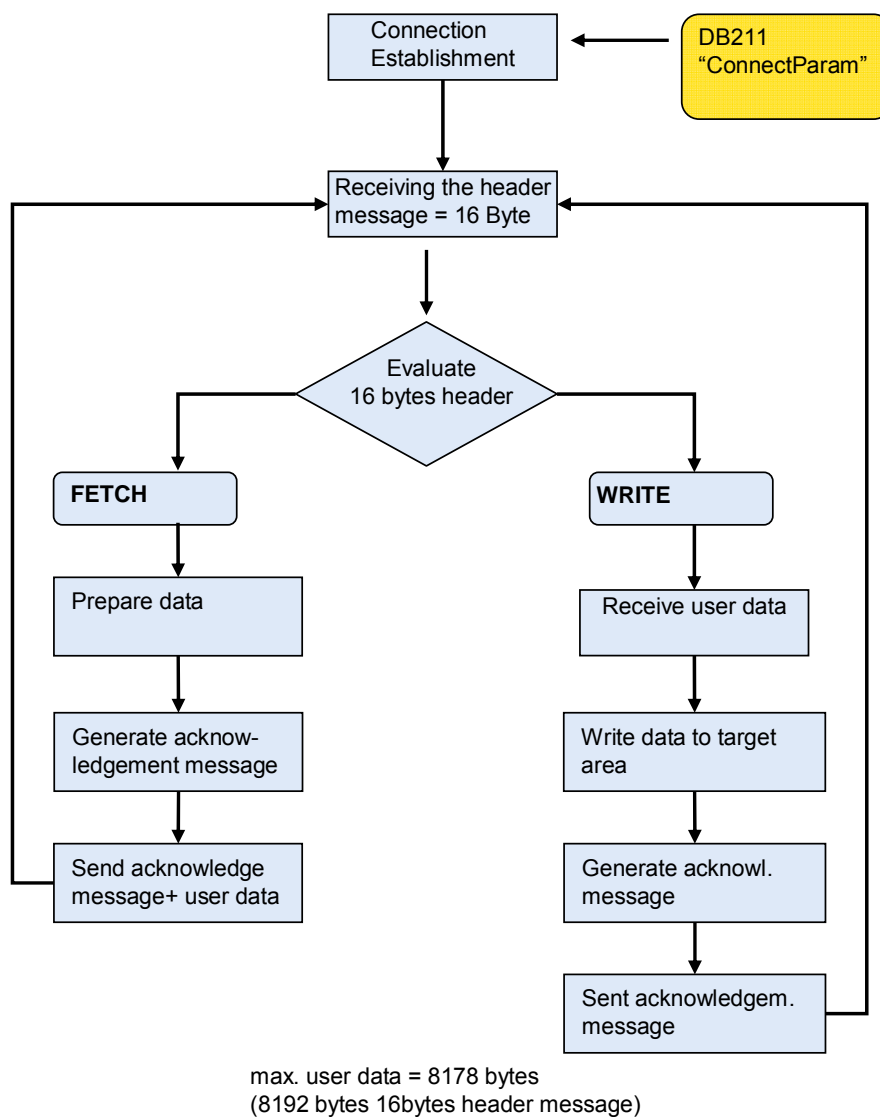 Connection
Establishment
DB211
“ConnectParam”
Receiving the header
message = 16 Byte
Evaluate
16 bytes header
FETCH
Prepare data
Generate acknow-
ledgement message
Send acknowledge
message+ user data
WRITE
Receive user data
Write data to target
area
Generate acknowl.
message
Sent acknowledgem.
message
max. user data = 8178 bytes
(8192 bytes 16bytes header message)